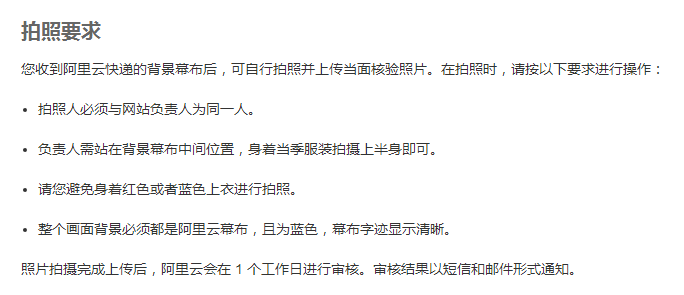 拍照要求
您收到阿里云快递的背景幕布后，可自行拍照并上传当面核验照片。在拍照时，请按以下要求进行操作：
• 拍照人必须与网站负责人为同一人。
• 负责人需站在背景幕布中间位置，身着当季服装拍摄上半身即可。
• 请您避免身着红色或者蓝色上衣进行拍照。
• 整个画面背景必须都是阿里云幕布，且为蓝色，幕布字迹显示清晰。
照片拍摄完成上传后，阿里云会在 1 个工作日进行审核。审核结果以短信和邮件形式通知。